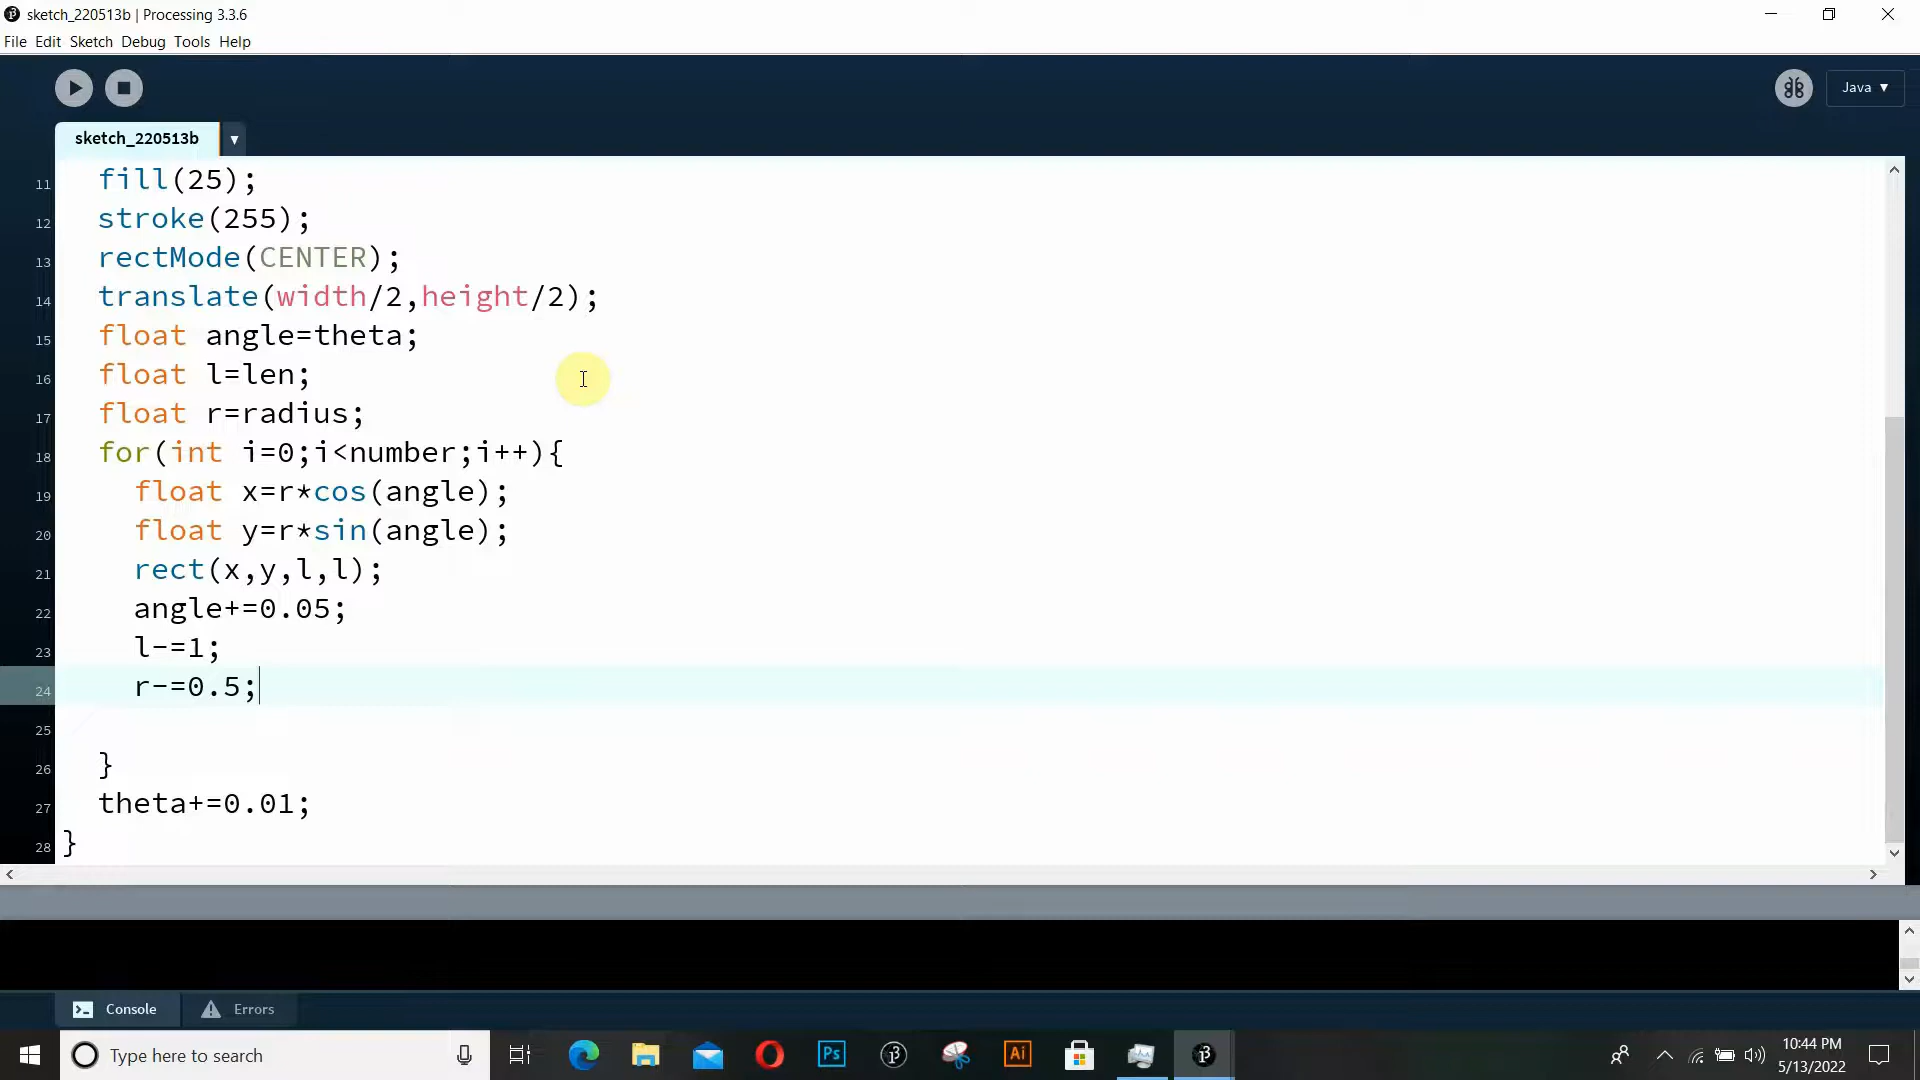 sketch_220513b | Processing 3.3.6
File Edit Sketch Debug Tools Help
Java ▼
sketch_220513b ▼
11 fill(25);
12 stroke(255);
13 rectMode(CENTER);
14 translate(width/2,height/2);
15 float angle=theta;
16 float l=len;
17 float r=radius;
18 for(int i=0;i<number;i++){
19 float x=r*cos(angle);
20 float y=r*sin(angle);
21 rect(x,y,l,l);
22 angle+=0.05;
23 l-=1;
24 r-=0.5;
25
26 }
27 theta+=0.01;
28 }
Console Errors
Type here to search
Ps
Ai
10:44 PM
5/13/2022